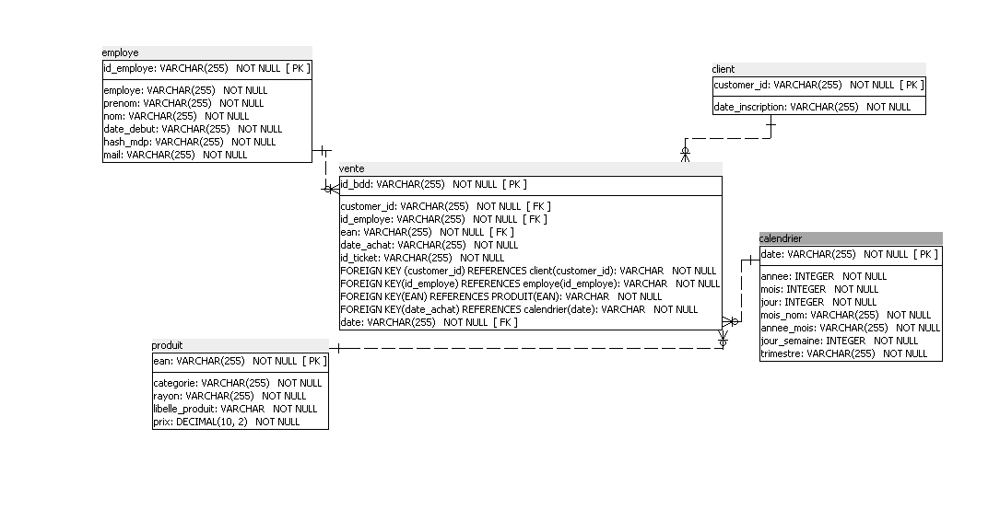 employe
id_employe: VARCHAR(255) NOT NULL [ PK ]
employe: VARCHAR(255) NOT NULL
prenom: VARCHAR(255) NOT NULL
nom: VARCHAR(255) NOT NULL
date_debut: VARCHAR(255) NOT NULL
hash_mdp: VARCHAR(255) NOT NULL
mail: VARCHAR(255) NOT NULL
client
customer_id: VARCHAR(255) NOT NULL [ PK ]
date_inscription: VARCHAR(255) NOT NULL
vente
id_bdd: VARCHAR(255) NOT NULL [ PK ]
customer_id: VARCHAR(255) NOT NULL [ FK ]
id_employe: VARCHAR(255) NOT NULL [ FK ]
ean: VARCHAR(255) NOT NULL [ FK ]
date_achat: VARCHAR(255) NOT NULL
id_ticket: VARCHAR(255) NOT NULL
FOREIGN KEY (customer_id) REFERENCES client(customer_id): VARCHAR NOT NULL
FOREIGN KEY(id_employe) REFERENCES employe(id_employe): VARCHAR NOT NULL
FOREIGN KEY(EAN) REFERENCES PRODUIT(EAN): VARCHAR NOT NULL
FOREIGN KEY(date_achat) REFERENCES calendrier(date): VARCHAR NOT NULL
date: VARCHAR(255) NOT NULL [ FK ]
calendrier
date: VARCHAR(255) NOT NULL [ PK ]
annee: INTEGER NOT NULL
mois: INTEGER NOT NULL
jour: INTEGER NOT NULL
mois_nom: VARCHAR(255) NOT NULL
annee_mois: VARCHAR(255) NOT NULL
jour_semaine: INTEGER NOT NULL
trimestre: VARCHAR(255) NOT NULL
produit
ean: VARCHAR(255) NOT NULL [ PK ]
categorie: VARCHAR(255) NOT NULL
rayon: VARCHAR(255) NOT NULL
libelle_produit: VARCHAR NOT NULL
prix: DECIMAL(10, 2) NOT NULL